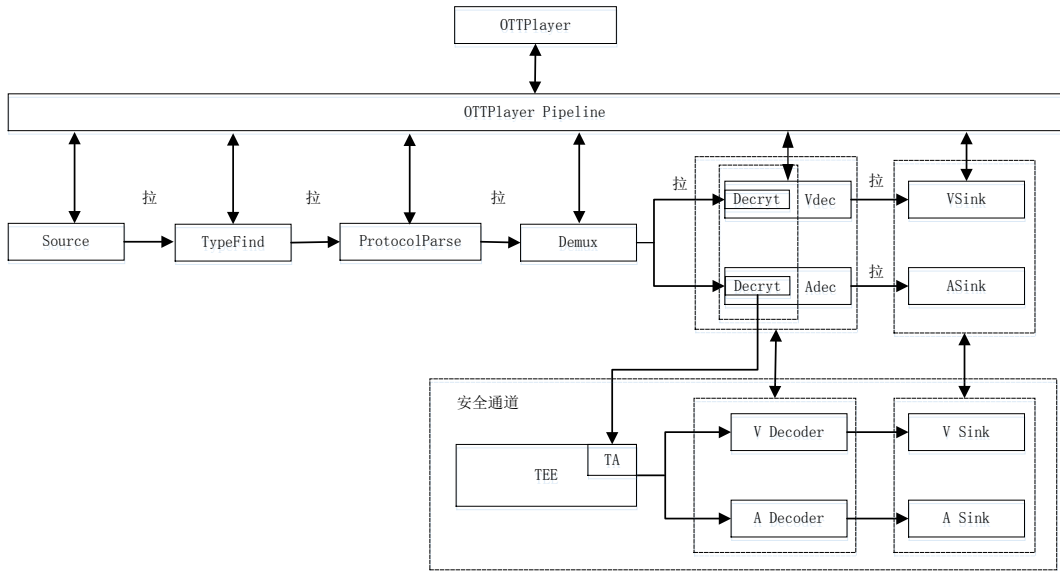 OTTPlayer
OTTPlayer Pipeline
拉
拉
拉
拉
拉
Decryt
Vdec
VSink
Source
TypeFind
ProtocolParse
Demux
拉
Decryt
Adec
ASink
安全通道
V Decoder
V Sink
TA
TEE
A Decoder
A Sink